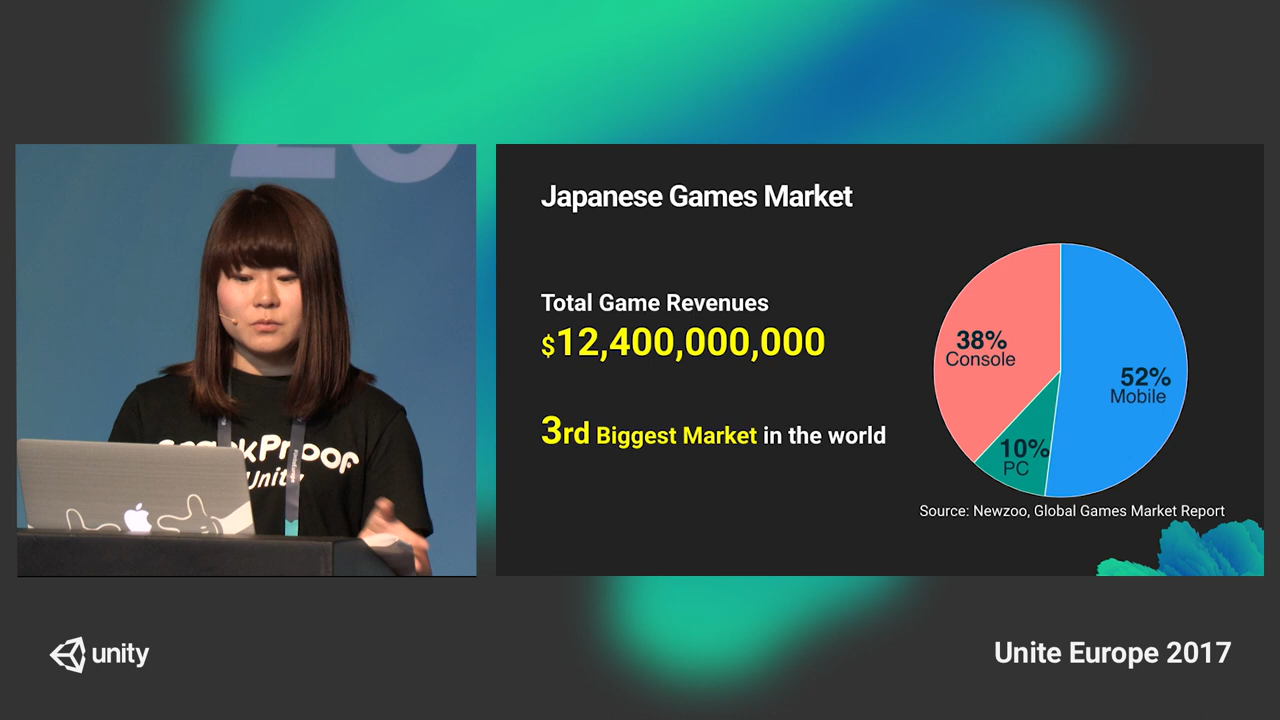 Japanese Games Market
Total Game Revenues
$12,400,000,000
3rd Biggest Market in the world
38%
Console
52%
Mobile
10%
PC
Source: Newzoo, Global Games Market Report
unity
Unite Europe 2017